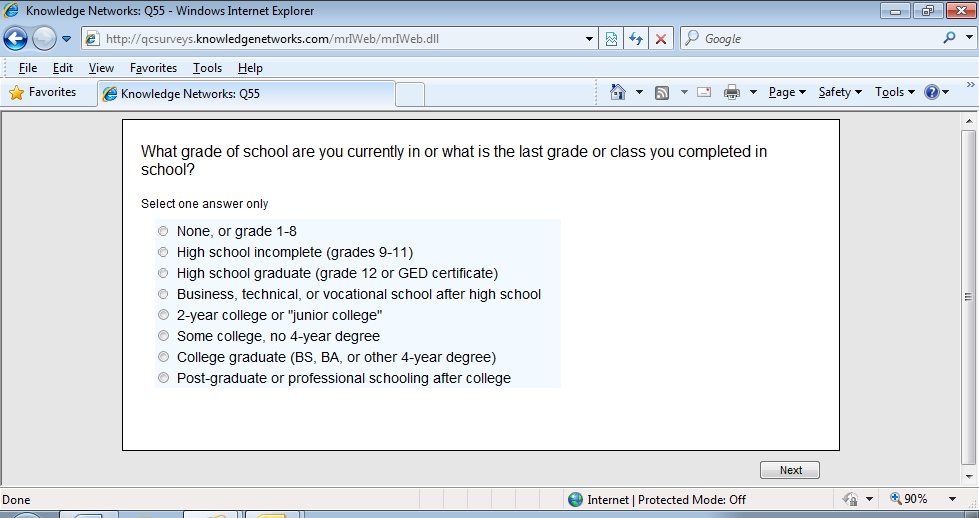 Knowledge Networks: Q55 - Windows Internet Explorer
http://qcsurveys.knowledgenetworks.com/mrIWeb/mrIWeb.dll
Google
File Edit View Favorites Tools Help
Favorites
Knowledge Networks: Q55
Page Safety Tools
What grade of school are you currently in or what is the last grade or class you completed in
school?
Select one answer only
None, or grade 1-8
High school incomplete (grades 9-11)
High school graduate (grade 12 or GED certificate)
Business, technical, or vocational school after high school
2-year college or "junior college"
Some college, no 4-year degree
College graduate (BS, BA, or other 4-year degree)
Post-graduate or professional schooling after college
Next
Done
Internet | Protected Mode: Off
90%